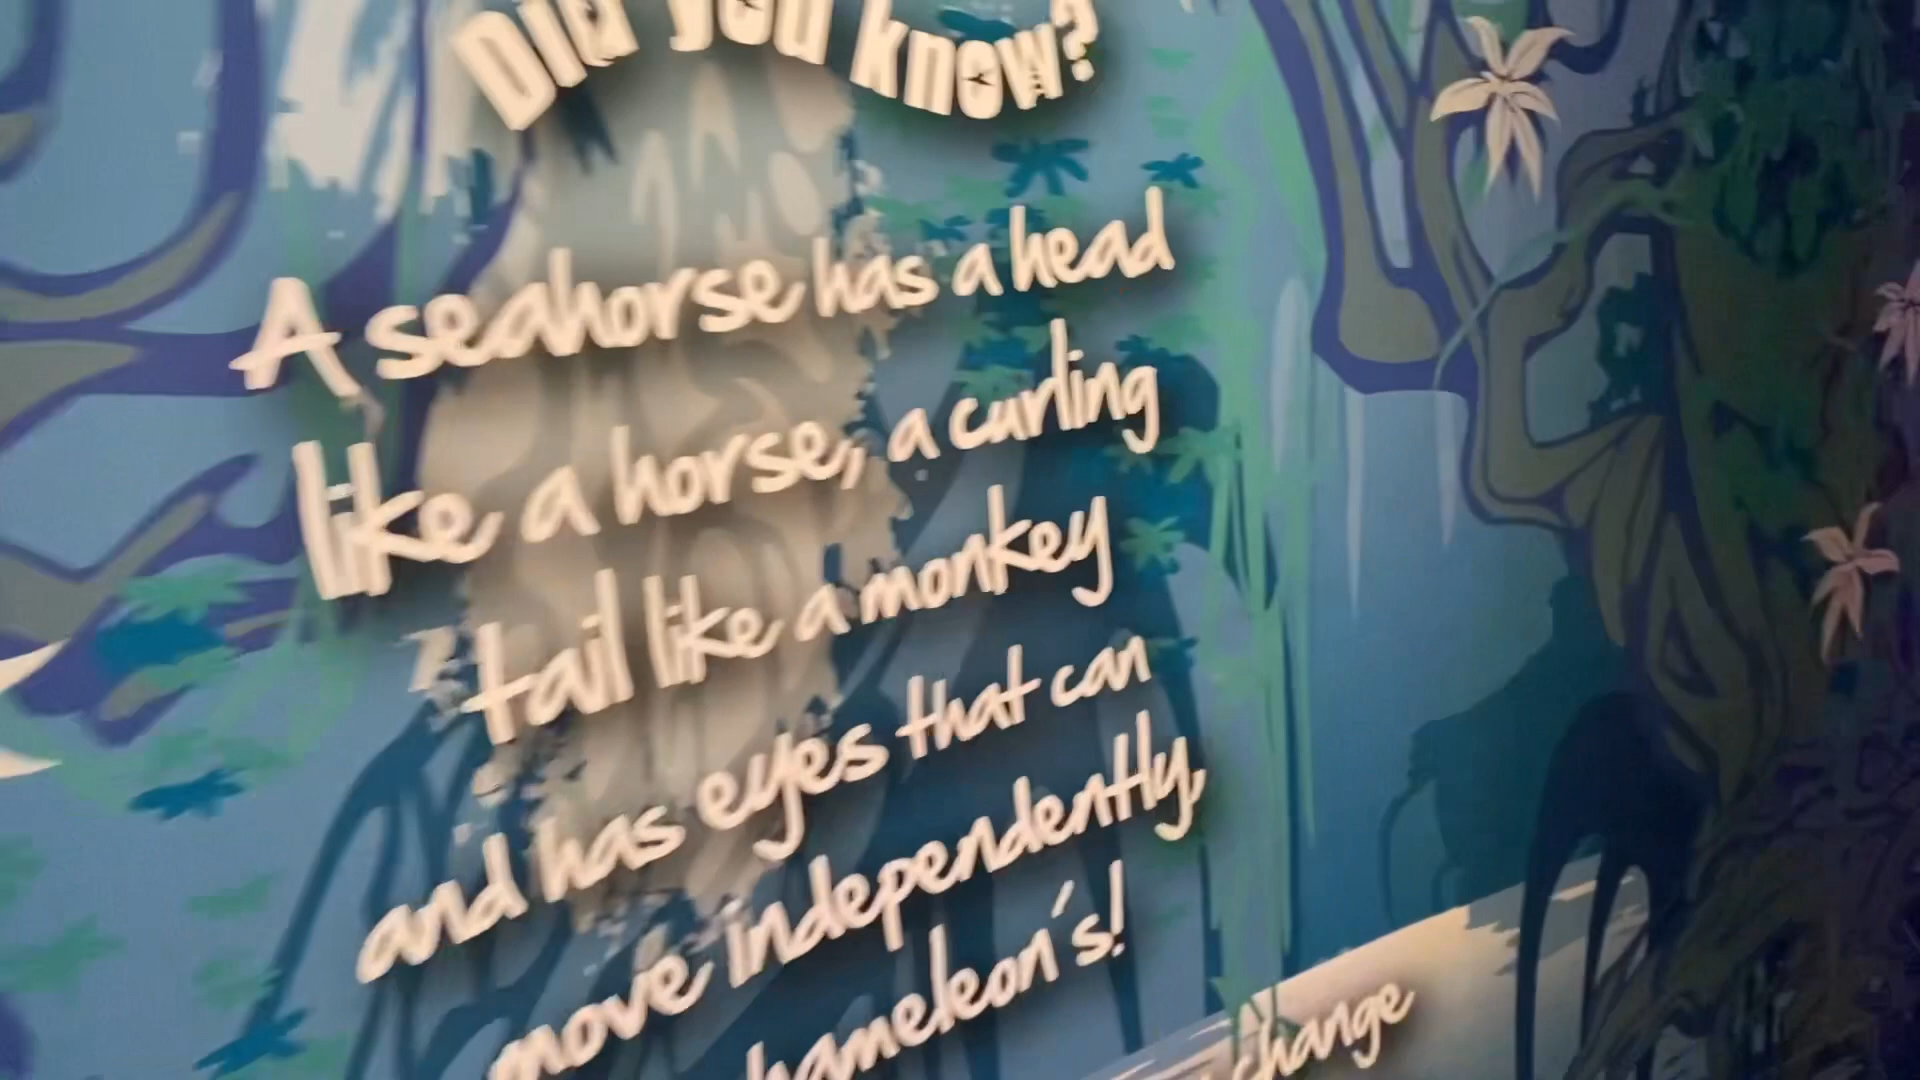 Did you know?
A seahorse has a head
like a horse, a curling
tail like a monkey
and has eyes that can
move independently,
hameleon's!
change